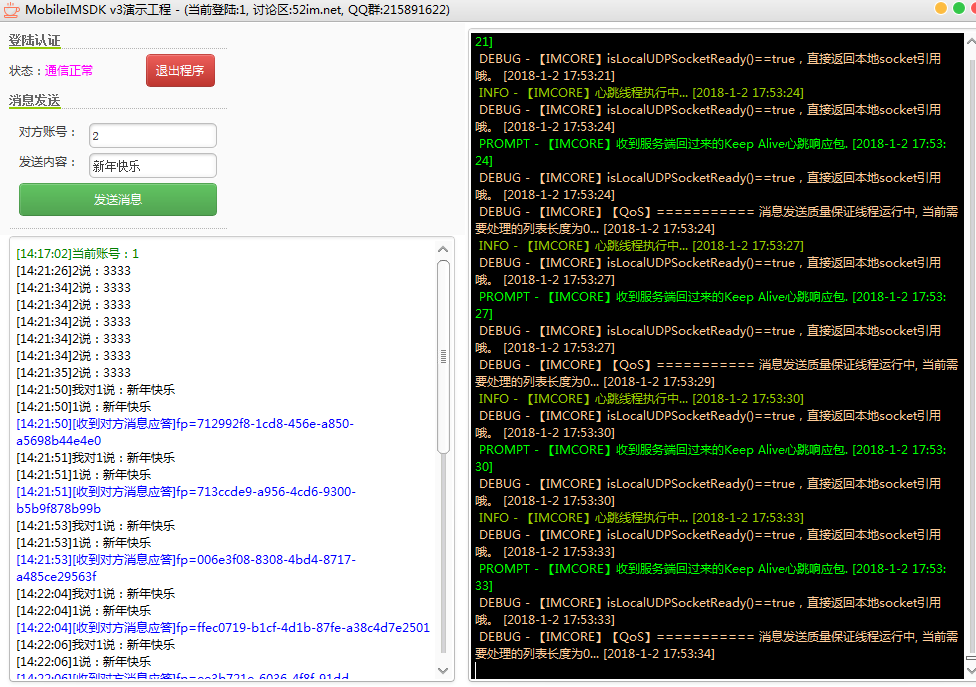 MobileIMSDK v3演示工程 - (当前登陆:1, 讨论区:52im.net, QQ群:215891622)
登陆认证
状态：通信正常
退出程序
消息发送
对方账号：
2
发送内容：
新年快乐
发送消息
[14:17:02]当前账号：1
[14:21:26]2说：3333
[14:21:34]2说：3333
[14:21:34]2说：3333
[14:21:34]2说：3333
[14:21:34]2说：3333
[14:21:34]2说：3333
[14:21:35]2说：3333
[14:21:50]我对1说：新年快乐
[14:21:50]1说：新年快乐
[14:21:50][收到对方消息应答]fp=712992f8-1cd8-456e-a850-
a5698b44e4e0
[14:21:51]我对1说：新年快乐
[14:21:51]1说：新年快乐
[14:21:51][收到对方消息应答]fp=713ccde9-a956-4cd6-9300-
b5b9f878b99b
[14:21:53]我对1说：新年快乐
[14:21:53]1说：新年快乐
[14:21:53][收到对方消息应答]fp=006e3f08-8308-4bd4-8717-
a485ce29563f
[14:22:04]我对1说：新年快乐
[14:22:04]1说：新年快乐
[14:22:04][收到对方消息应答]fp=ffec0719-b1cf-4d1b-87fe-a38c4d7e2501
[14:22:06]我对1说：新年快乐
[14:22:06]1说：新年快乐
21]
DEBUG - 【IMCORE】isLocalUDPSocketReady()==true，直接返回本地socket引用
哦。 [2018-1-2 17:53:21]
INFO - 【IMCORE】心跳线程执行中... [2018-1-2 17:53:24]
DEBUG - 【IMCORE】isLocalUDPSocketReady()==true，直接返回本地socket引用
哦。 [2018-1-2 17:53:24]
PROMPT - 【IMCORE】收到服务端回过来的Keep Alive心跳响应包. [2018-1-2 17:53:
24]
DEBUG - 【IMCORE】isLocalUDPSocketReady()==true，直接返回本地socket引用
哦。 [2018-1-2 17:53:24]
DEBUG - 【IMCORE】【QoS】=========== 消息发送质量保证线程运行中, 当前需
要处理的列表长度为0... [2018-1-2 17:53:24]
INFO - 【IMCORE】心跳线程执行中... [2018-1-2 17:53:27]
DEBUG - 【IMCORE】isLocalUDPSocketReady()==true，直接返回本地socket引用
哦。 [2018-1-2 17:53:27]
PROMPT - 【IMCORE】收到服务端回过来的Keep Alive心跳响应包. [2018-1-2 17:53:
27]
DEBUG - 【IMCORE】isLocalUDPSocketReady()==true，直接返回本地socket引用
哦。 [2018-1-2 17:53:27]
DEBUG - 【IMCORE】【QoS】=========== 消息发送质量保证线程运行中, 当前需
要处理的列表长度为0... [2018-1-2 17:53:29]
INFO - 【IMCORE】心跳线程执行中... [2018-1-2 17:53:30]
DEBUG - 【IMCORE】isLocalUDPSocketReady()==true，直接返回本地socket引用
哦。 [2018-1-2 17:53:30]
PROMPT - 【IMCORE】收到服务端回过来的Keep Alive心跳响应包. [2018-1-2 17:53:
30]
DEBUG - 【IMCORE】isLocalUDPSocketReady()==true，直接返回本地socket引用
哦。 [2018-1-2 17:53:30]
INFO - 【IMCORE】心跳线程执行中... [2018-1-2 17:53:33]
DEBUG - 【IMCORE】isLocalUDPSocketReady()==true，直接返回本地socket引用
哦。 [2018-1-2 17:53:33]
PROMPT - 【IMCORE】收到服务端回过来的Keep Alive心跳响应包. [2018-1-2 17:53:
33]
DEBUG - 【IMCORE】isLocalUDPSocketReady()==true，直接返回本地socket引用
哦。 [2018-1-2 17:53:33]
DEBUG - 【IMCORE】【QoS】=========== 消息发送质量保证线程运行中, 当前需
要处理的列表长度为0... [2018-1-2 17:53:34]